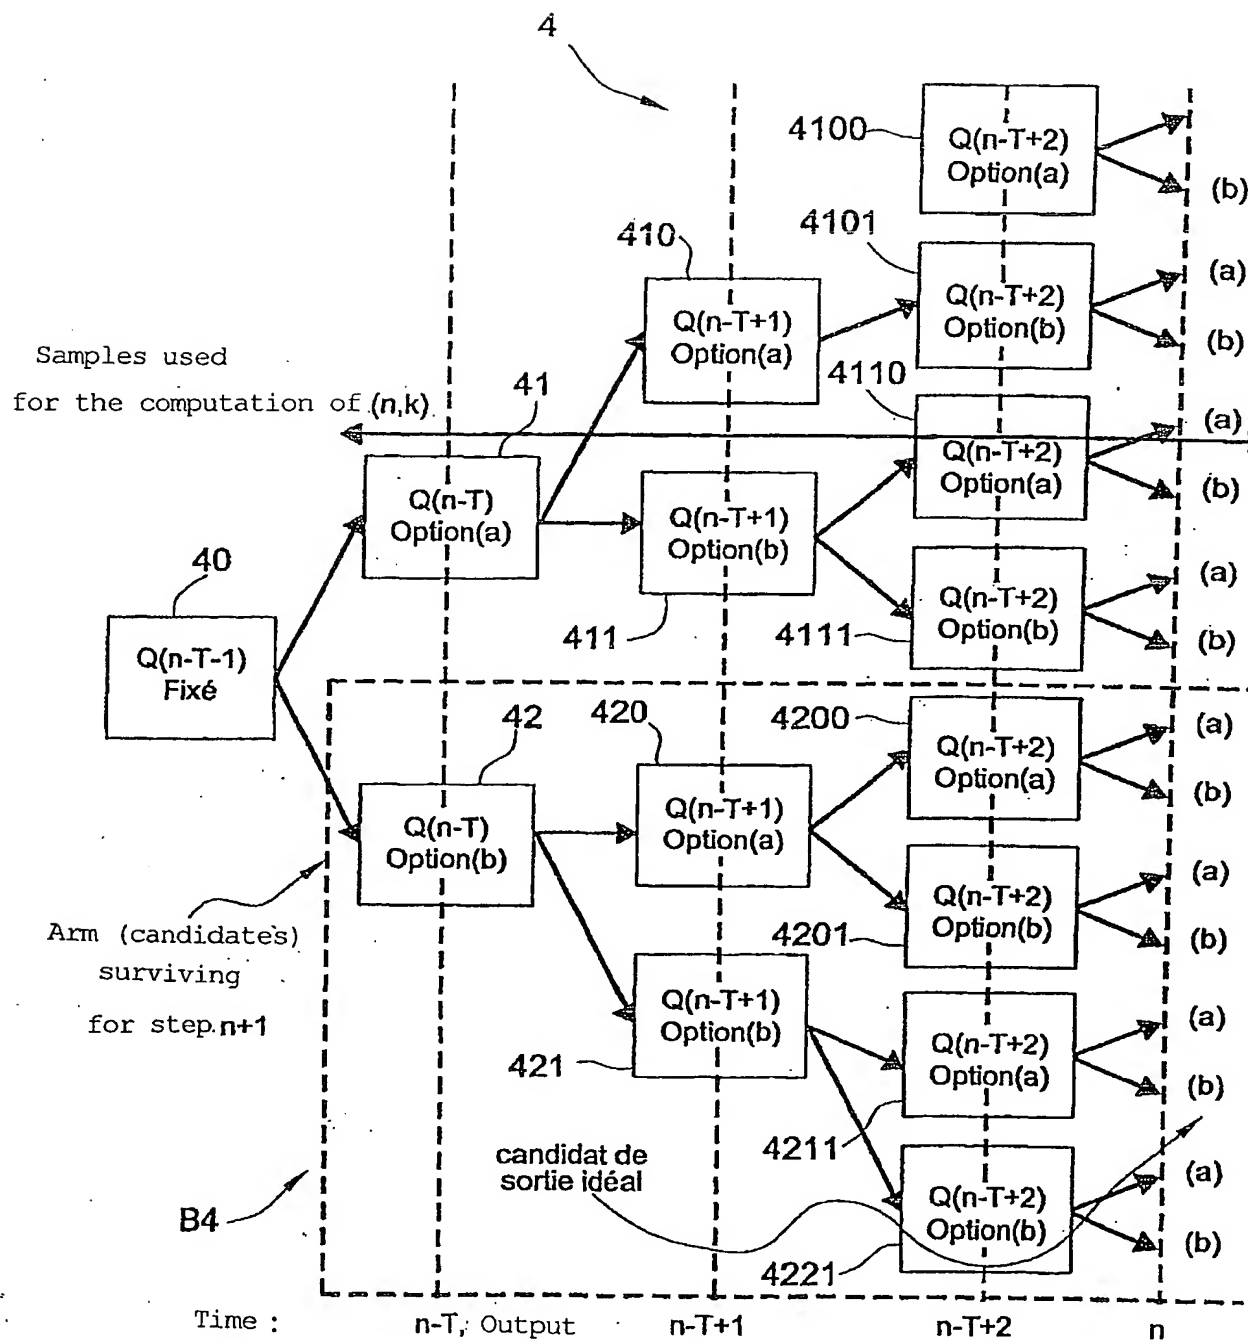 4
4100
Q(n-T+2)
Option(a)
(b)
410
4101
Q(n-T+1)
Option(a)
Q(n-T+2)
Option(b)
(a)
(b)
Samples used
for the computation of (n,k)
41
4110
Q(n-T)
Option(a)
Q(n-T+2)
Option(a)
(a)
(b)
Q(n-T+1)
Option(b)
411
40
Q(n-T-1)
Fixé
Q(n-T+2)
Option(b)
4111
(a)
(b)
42
420
4200
Q(n-T)
Option(b)
Q(n-T+1)
Option(a)
Q(n-T+2)
Option(a)
(a)
(b)
Q(n-T+2)
Option(b)
4201
(a)
(b)
Arm (candidates)
surviving
for step n+1
Q(n-T+1)
Option(b)
421
Q(n-T+2)
Option(a)
4211
(a)
(b)
candidat de
sortie idéal
B4
Q(n-T+2)
Option(b)
4221
(a)
(b)
Time : n-T, Output n-T+1 n-T+2 n